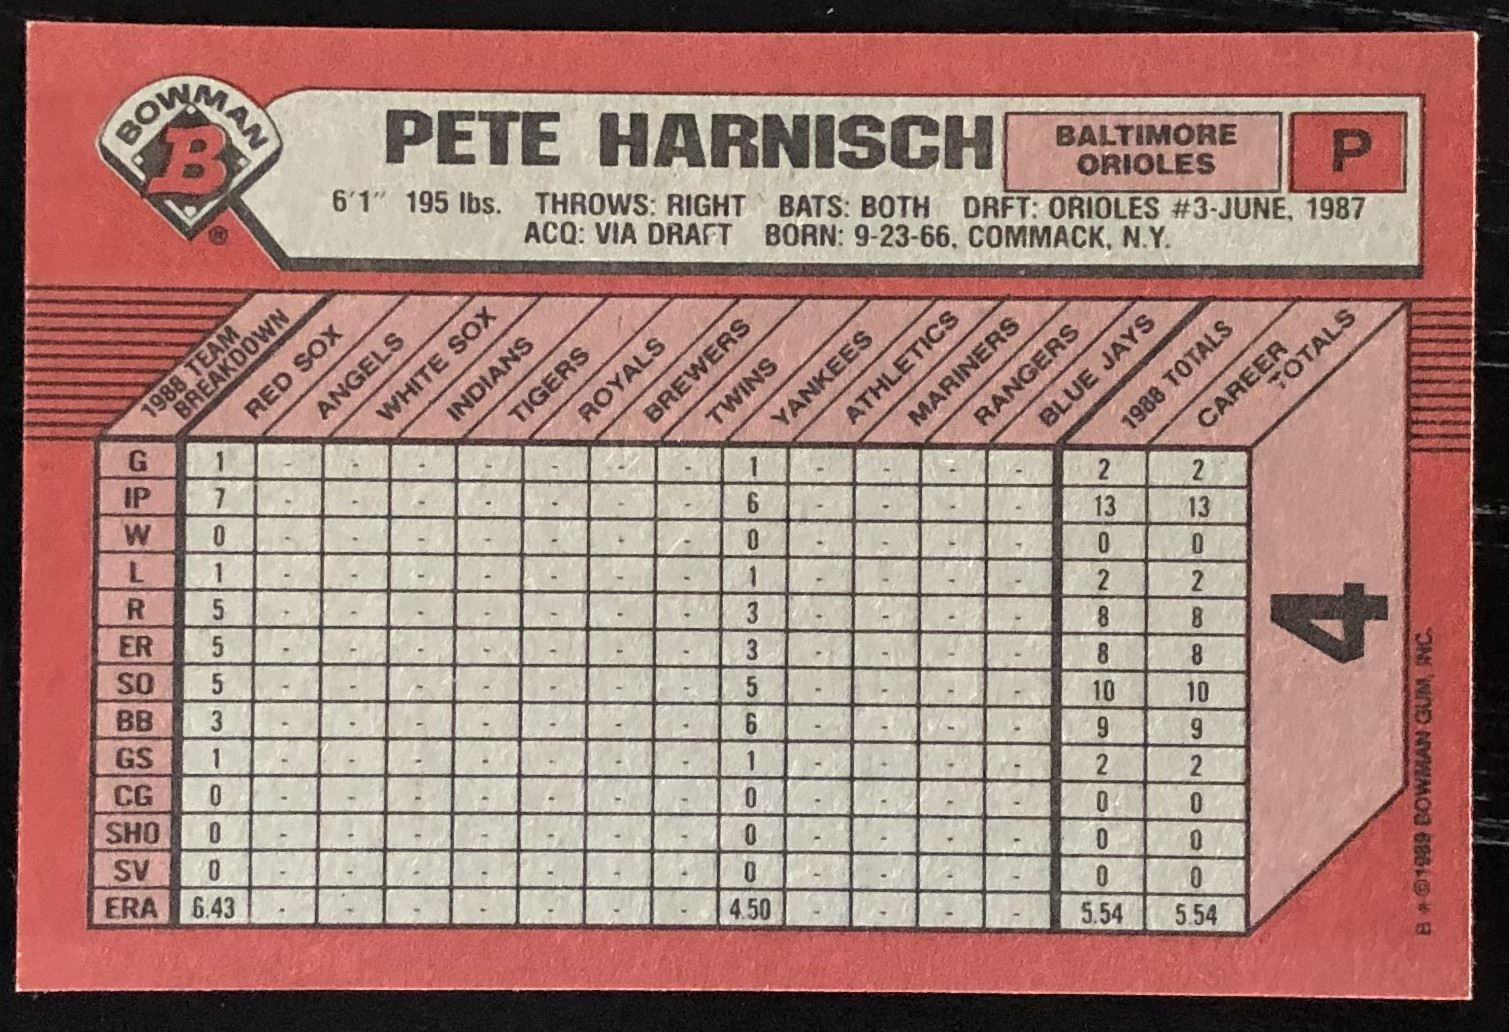 BOWMAN
B
®
PETE HARNISCH
BALTIMORE
ORIOLES
P
6'1" 195 lbs. THROWS: RIGHT BATS: BOTH DRFT: ORIOLES #3-JUNE, 1987
ACQ: VIA DRAFT BORN: 9-23-66, COMMACK, N.Y.
1988 TEAM
BREAKDOWN
RED SOX
ANGELS
WHITE SOX
INDIANS
TIGERS
ROYALS
BREWERS
TWINS
YANKEES
ATHLETICS
MARINERS
RANGERS
BLUE JAYS
1988 TOTALS
CAREER
TOTALS
G 1 - - - - - - - 1 - - - - 2 2
IP 7 - - - - - - - 6 - - - - 13 13
W 0 - - - - - - - 0 - - - - 0 0
L 1 - - - - - - - 1 - - - - 2 2
R 5 - - - - - - - 3 - - - - 8 8
ER 5 - - - - - - - 3 - - - - 8 8
SO 5 - - - - - - - 5 - - - - 10 10
BB 3 - - - - - - - 6 - - - - 9 9
GS 1 - - - - - - - 1 - - - - 2 2
CG 0 - - - - - - - 0 - - - - 0 0
SHO 0 - - - - - - - 0 - - - - 0 0
SV 0 - - - - - - - 0 - - - - 0 0
ERA 6.43 - - - - - - - 4.50 - - - - 5.54 5.54
4
B * © 1989 BOWMAN GUM, INC.